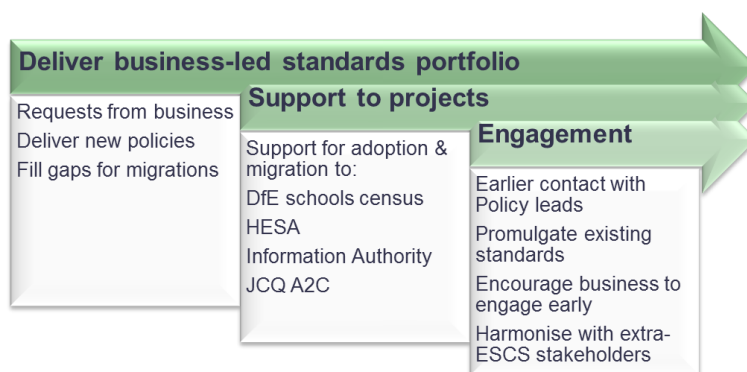 Deliver business-led standards portfolio
Requests from business
Deliver new policies
Fill gaps for migrations
Support to projects
Support for adoption &
migration to:
DfE schools census
HESA
Information Authority
JCQ A2C
Engagement
Earlier contact with
Policy leads
Promulgate existing
standards
Encourage business to
engage early
Harmonise with extra-
ESCS stakeholders